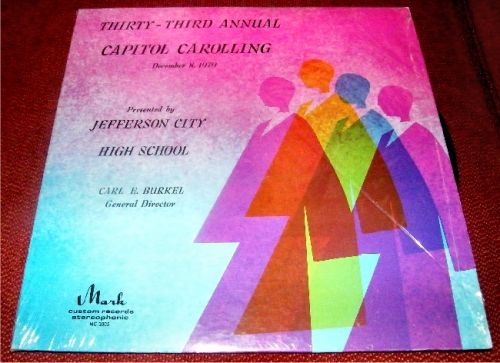 THIRTY-THIRD ANNUAL
CAPITOL CAROLLING
December 8, 1979
Presented by
JEFFERSON CITY
HIGH SCHOOL
CARL E. BURKEL
General Director
Mark
custom records
stereophonic